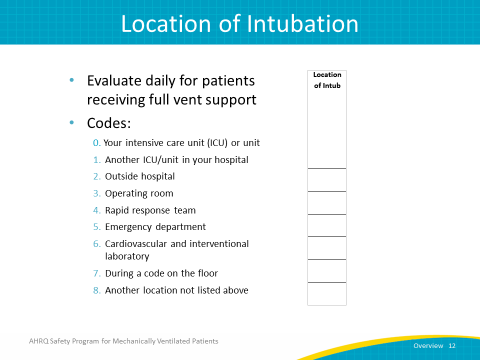 Location of Intubation
• Evaluate daily for patients
receiving full vent support
• Codes:
0. Your intensive care unit (ICU) or unit
1. Another ICU/unit in your hospital
2. Outside hospital
3. Operating room
4. Rapid response team
5. Emergency department
6. Cardiovascular and interventional
laboratory
7. During a code on the floor
8. Another location not listed above
Location
of Intub
AHRQ Safety Program for Mechanically Ventilated Patients
Overview 12